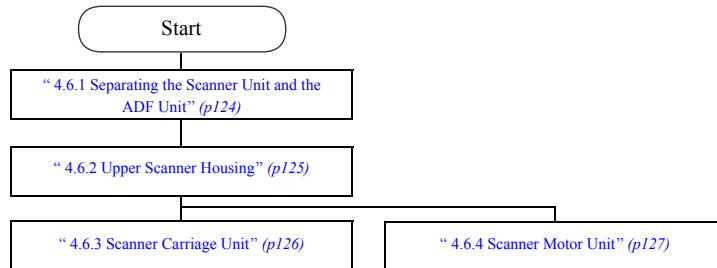 Start
“ 4.6.1 Separating the Scanner Unit and the
ADF Unit” (p124)
“ 4.6.2 Upper Scanner Housing” (p125)
“ 4.6.3 Scanner Carriage Unit” (p126)
“ 4.6.4 Scanner Motor Unit” (p127)